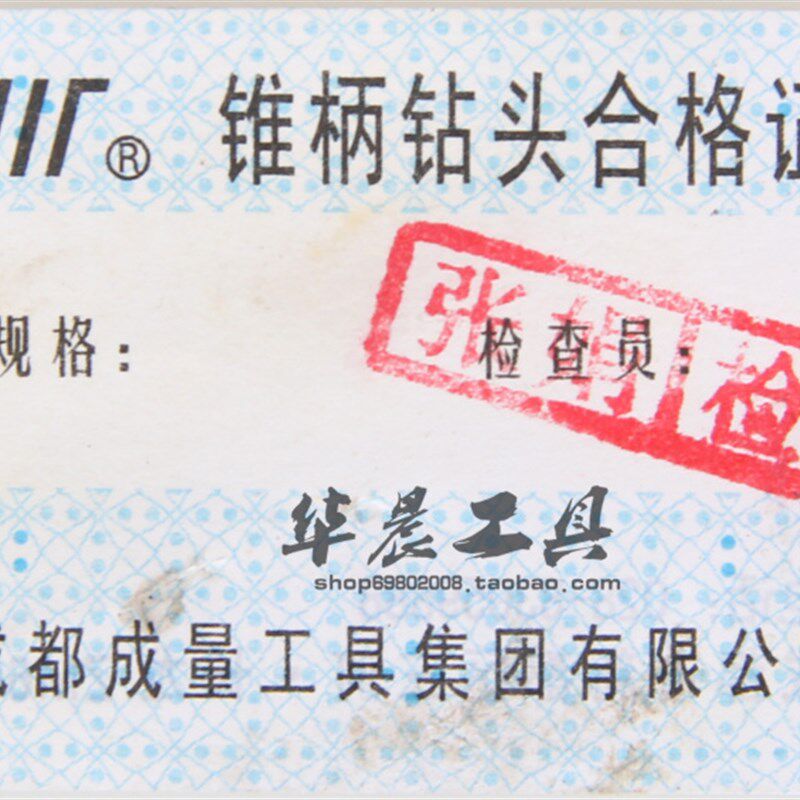 ® 锥柄钻头合格证
规格：
检查员：
张 检
华晨工具
shop69802008.taobao.com
成都成量工具集团有限公